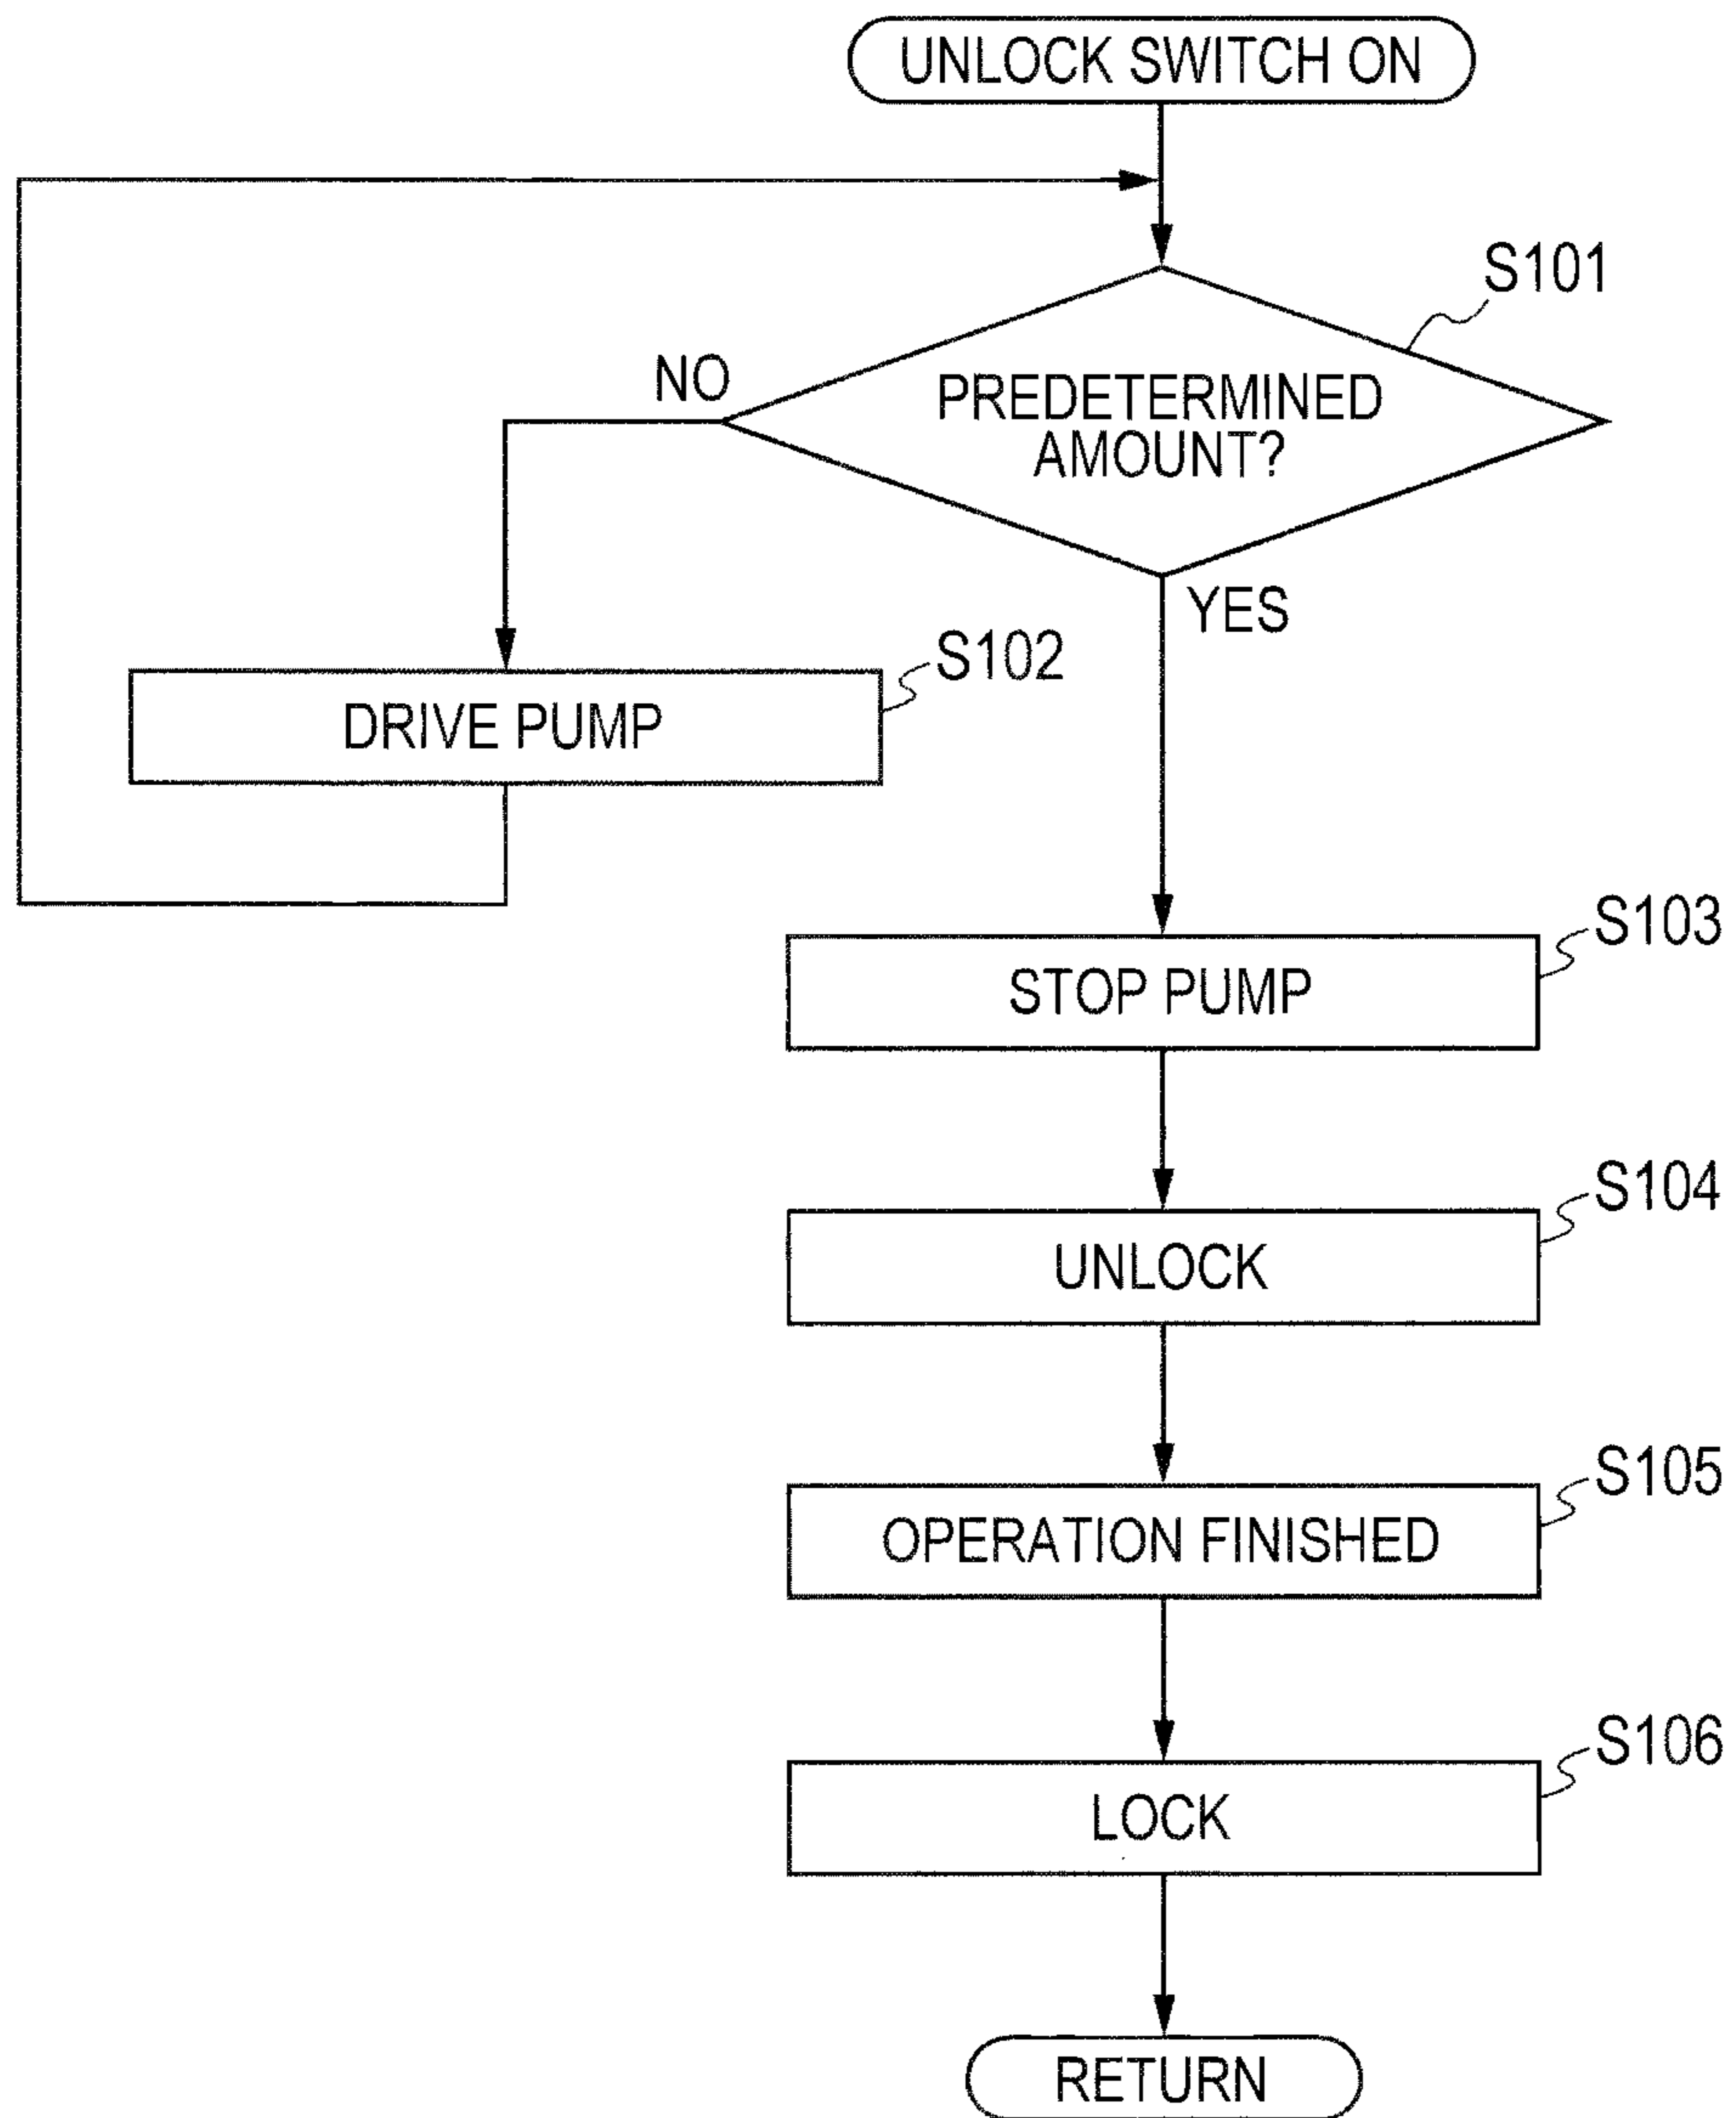 UNLOCK SWITCH ON
S101
NO
PREDETERMINED
AMOUNT?
YES
S102
DRIVE PUMP
S103
STOP PUMP
S104
UNLOCK
S105
OPERATION FINISHED
S106
LOCK
RETURN